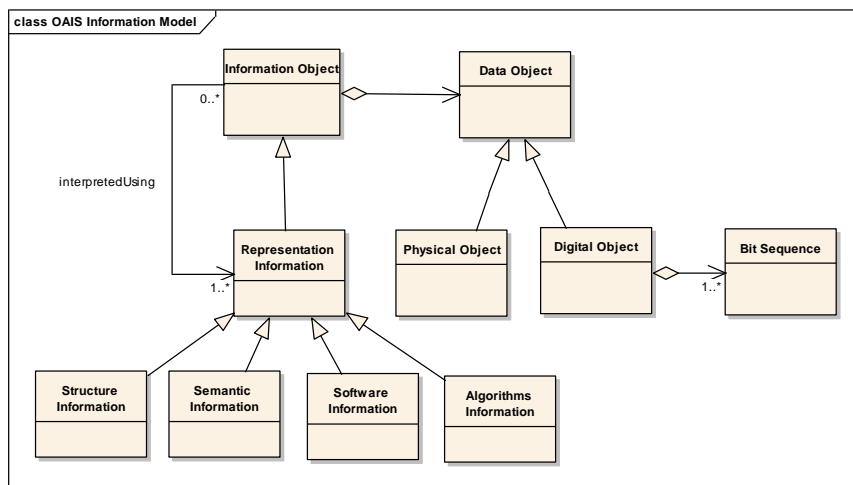 class OAIS Information Model
Information Object
Data Object
0..*
interpretedUsing
Representation
Information
Physical Object
Digital Object
Bit Sequence
1..*
1..*
Structure
Information
Semantic
Information
Software
Information
Algorithms
Information